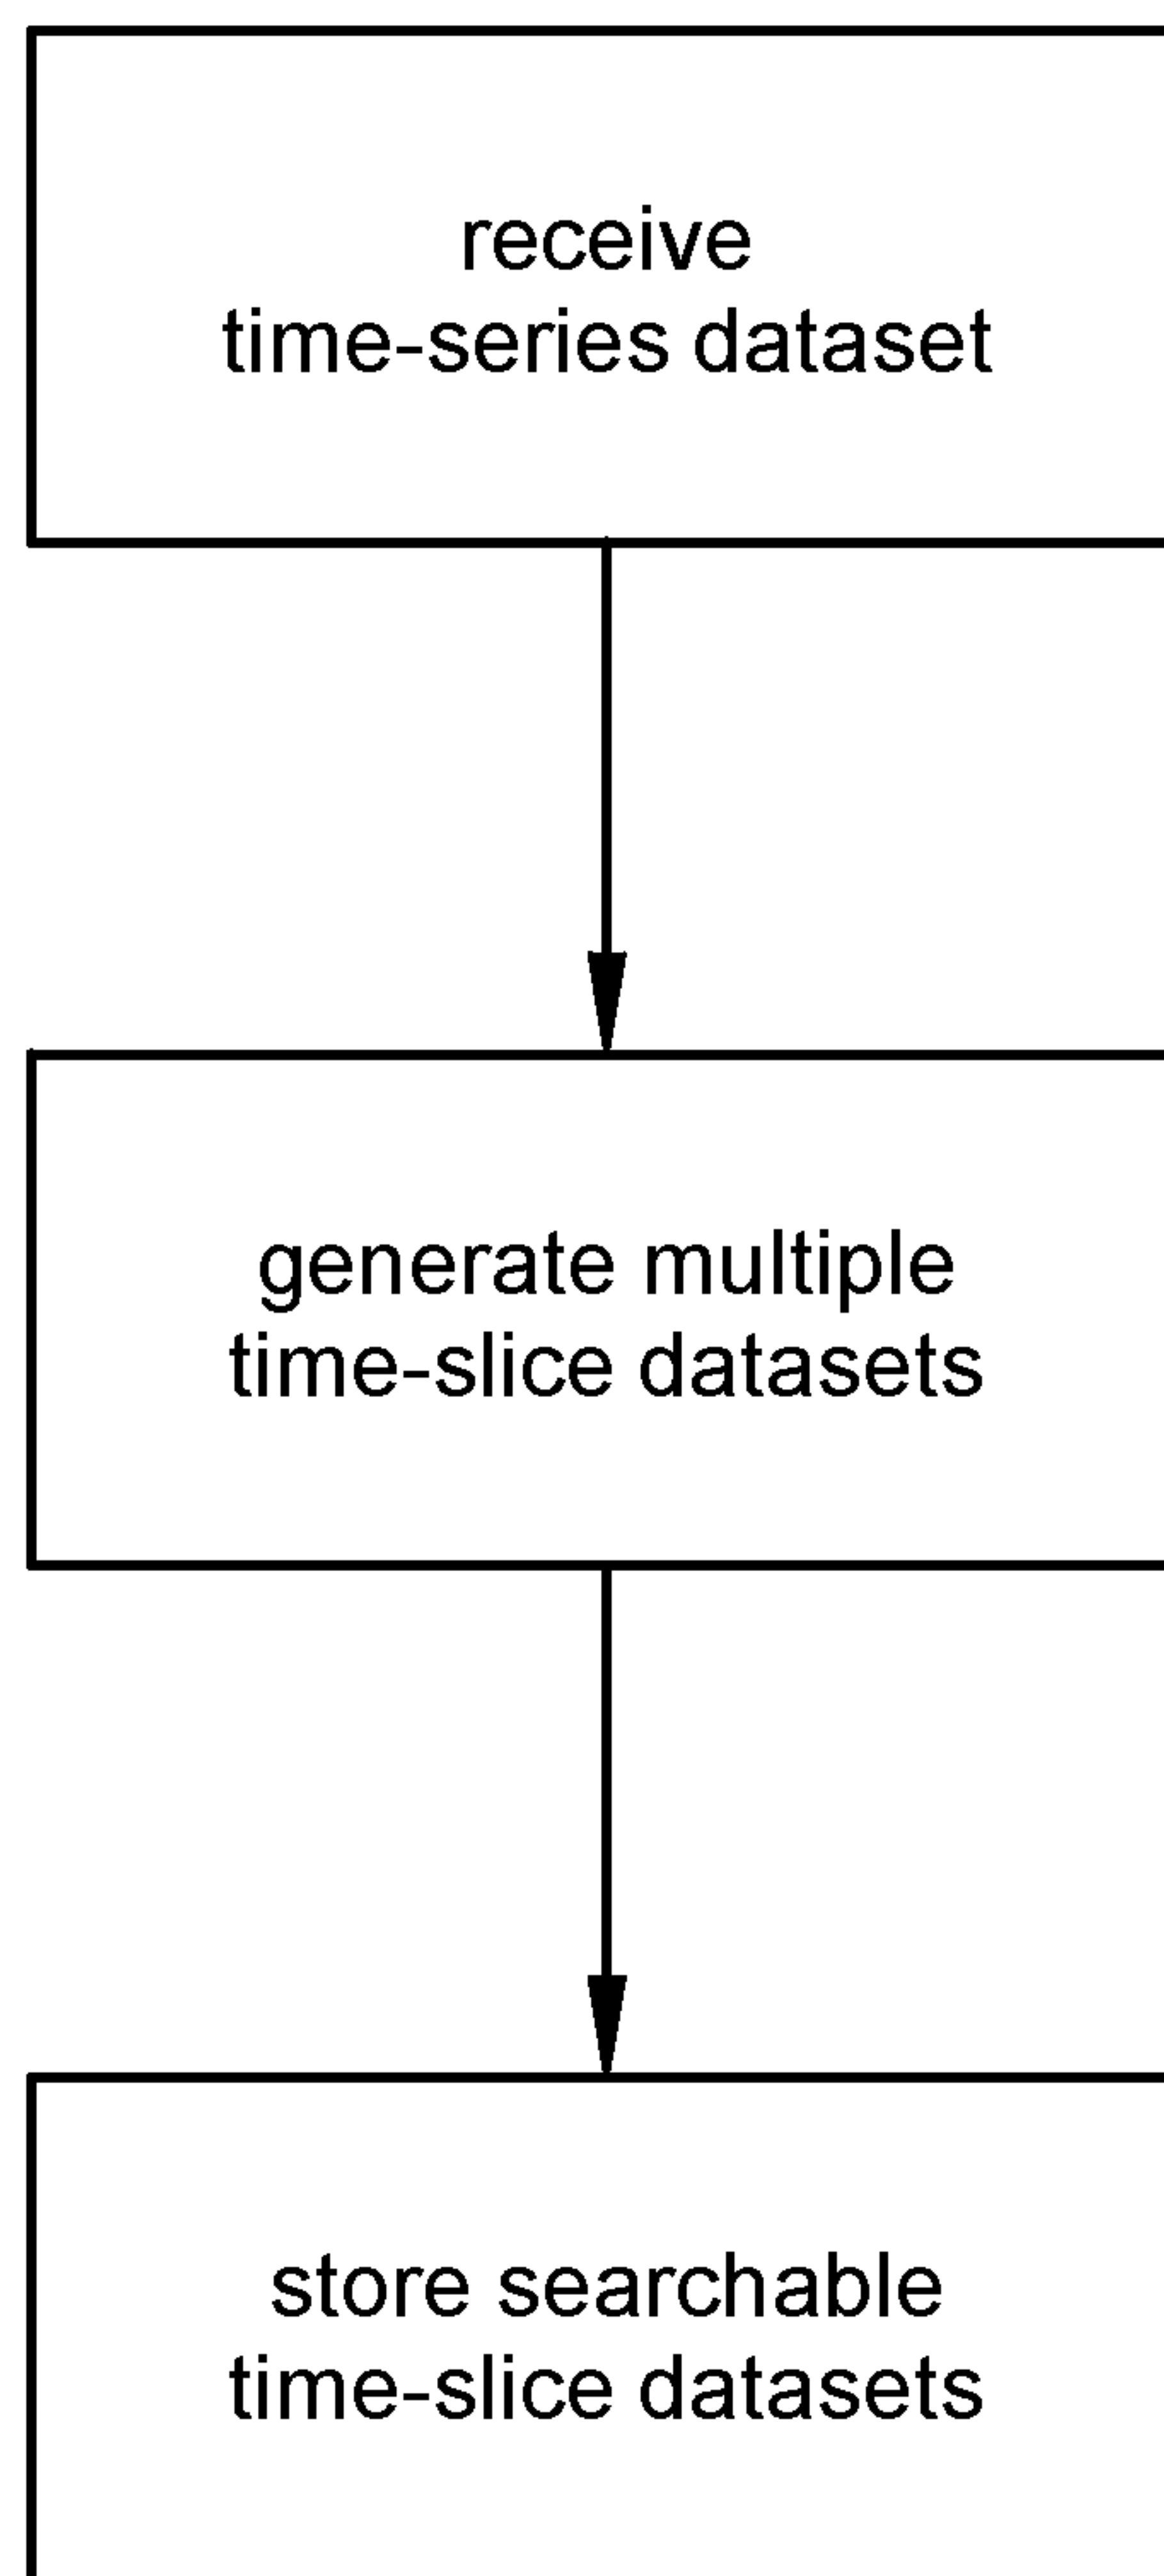 receive
time-series dataset
generate multiple
time-slice datasets
store searchable
time-slice datasets